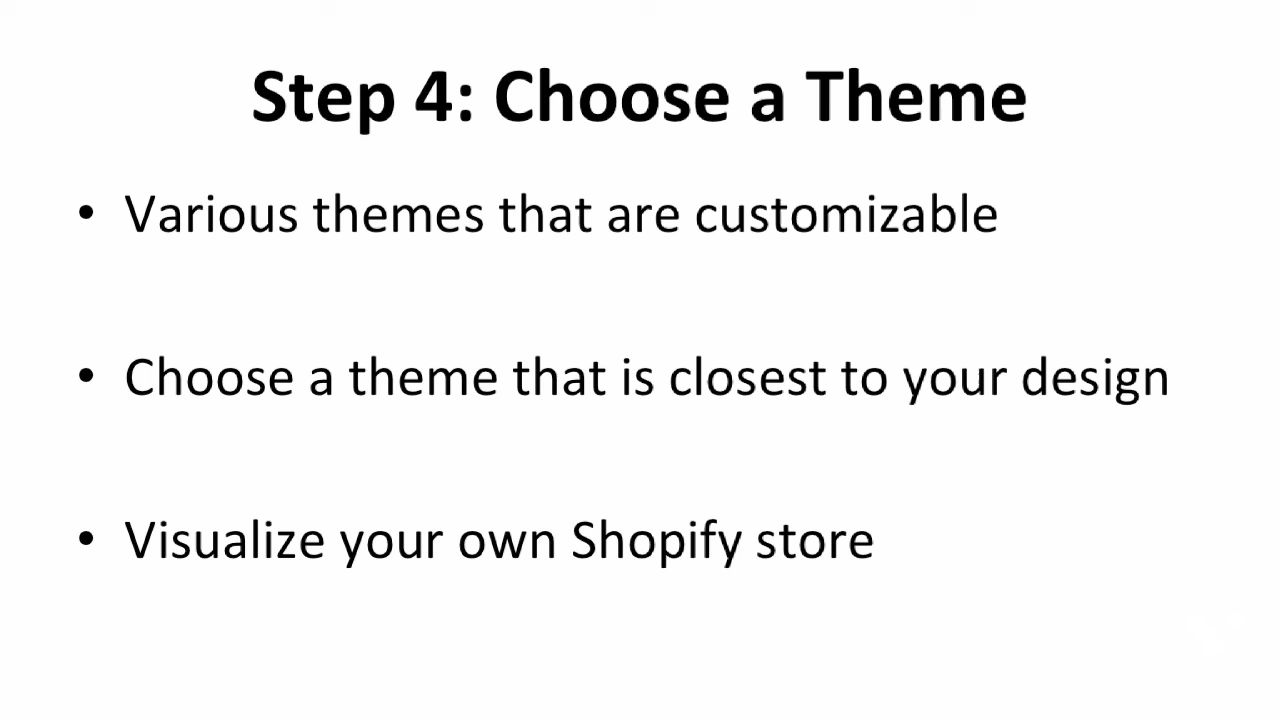 Step 4: Choose a Theme
• Various themes that are customizable
• Choose a theme that is closest to your design
• Visualize your own Shopify store